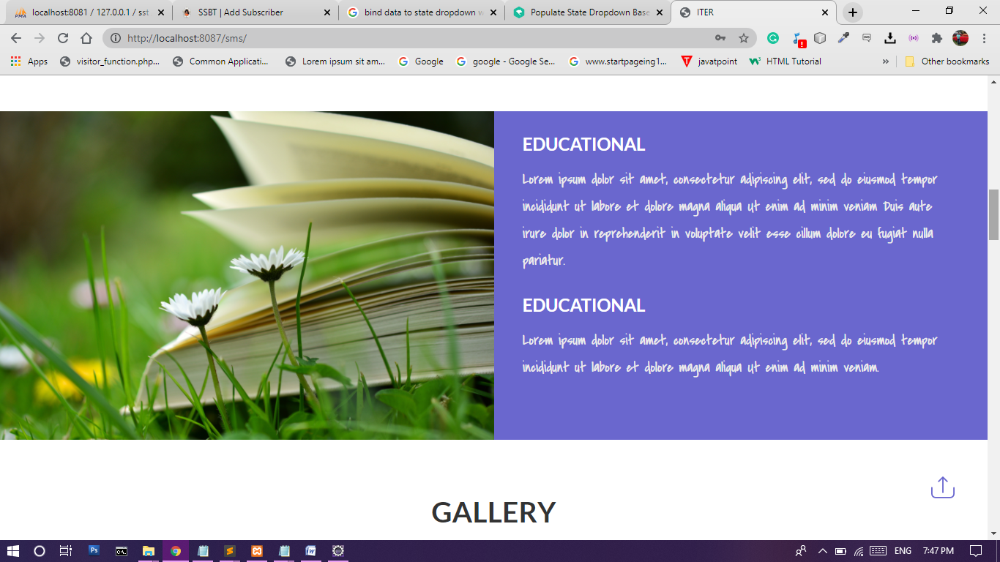 localhost:8081 / 127.0.0.1 / sst
SSBT | Add Subscriber
bind data to state dropdown w
Populate State Dropdown Base
ITER
http://localhost:8087/sms/
Apps
visitor_function.php...
Common Applicati...
Lorem ipsum sit am...
Google
google - Google Se...
www.startpageing1...
javatpoint
HTML Tutorial
»
Other bookmarks
EDUCATIONAL
Lorem ipsum dolor sit amet, consectetur adipiscing elit, sed do eiusmod tempor
incididunt ut labore et dolore magna aliqua ut enim ad minim veniam Duis aute
irure dolor in reprehenderit in voluptate velit esse cillum dolore eu fugiat nulla
pariatur.
EDUCATIONAL
Lorem ipsum dolor sit amet, consectetur adipiscing elit, sed do eiusmod tempor
incididunt ut labore et dolore magna aliqua ut enim ad minim veniam.
GALLERY
ENG
7:47 PM